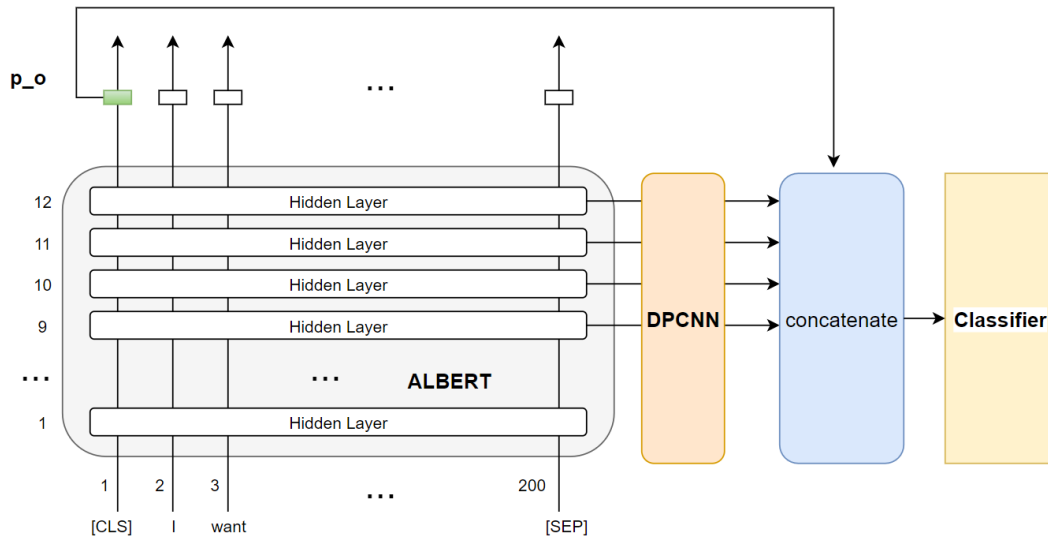 p_o
...
12 Hidden Layer
11 Hidden Layer
10 Hidden Layer
9 Hidden Layer
DPCNN
concatenate
Classifier
... ... ALBERT
1 Hidden Layer
1 2 3 ... 200
[CLS] I want [SEP]